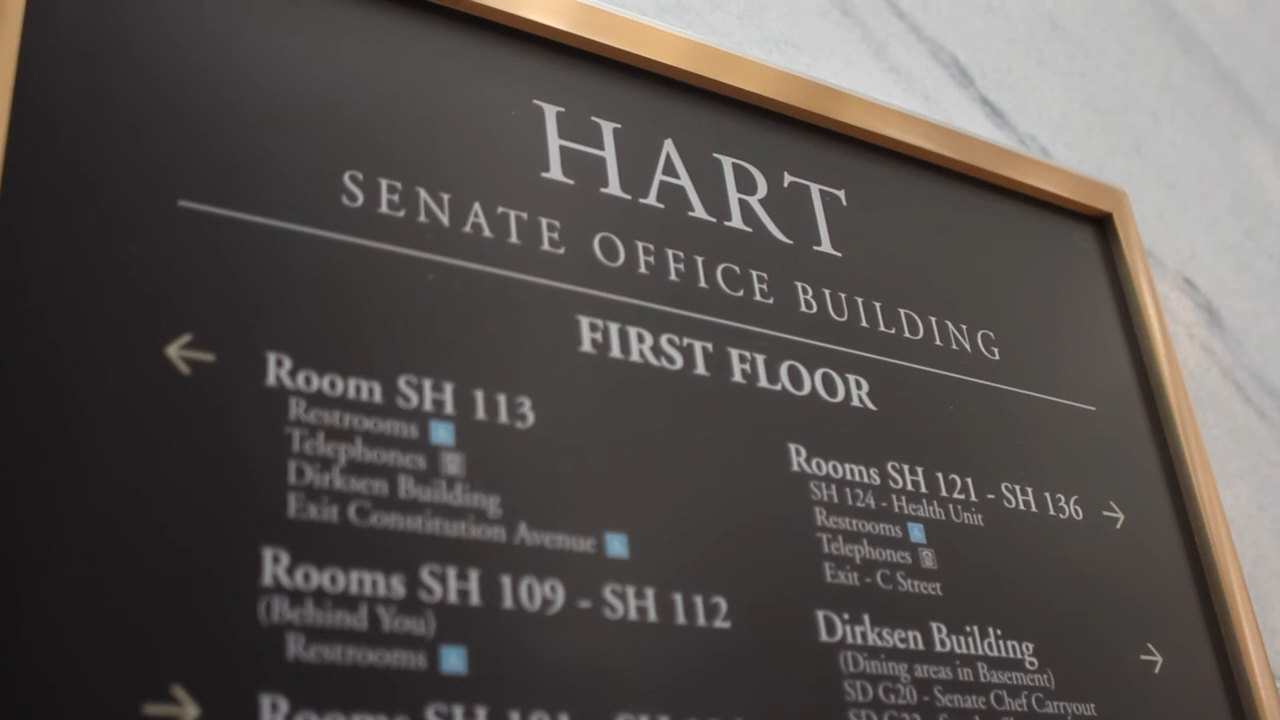 HART
SENATE OFFICE BUILDING
FIRST FLOOR
Room SH 113
Restrooms
Telephones
Dirksen Building
Exit Constitution Avenue
Rooms SH 109 - SH 112
(Behind You)
Restrooms
Rooms SH
Rooms SH 121 - SH 136
SH 124 - Health Unit
Restrooms
Telephones
Exit - C Street
Dirksen Building
(Dining areas in Basement)
SD G20 - Senate Chef Carryout